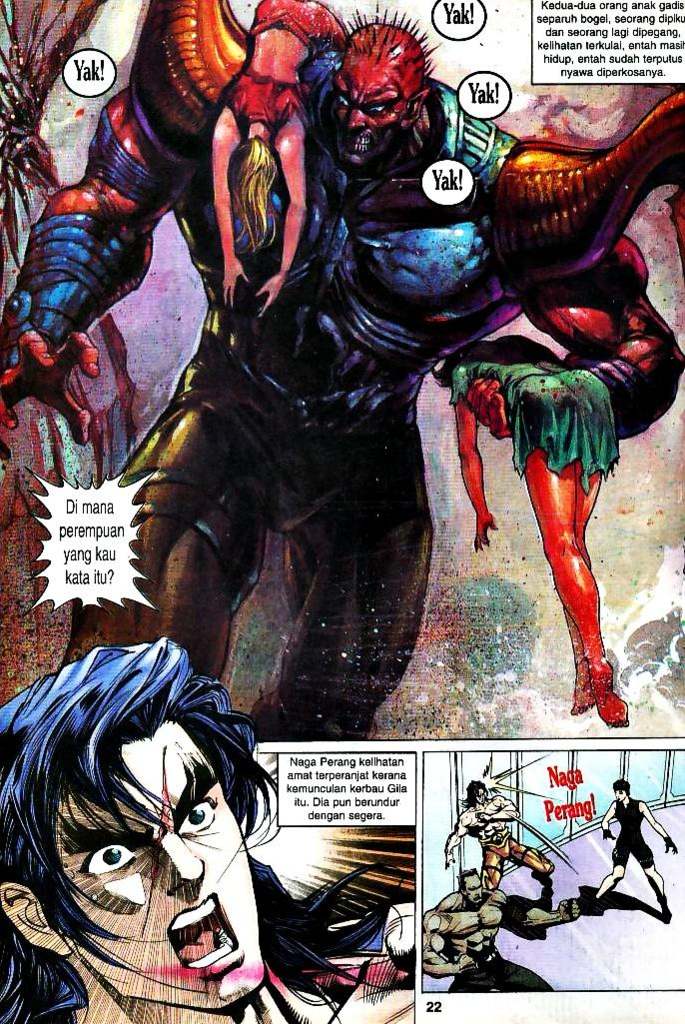 Yak!
Kedua-dua orang anak gadis
separuh bogel, seorang dipiku
dan seorang lagi dipegang,
kelihatan terkulai, entah masih
hidup, entah sudah terputus
nyawa diperkosanya.
Yak!
Yak!
Yak!
Di mana
perempuan
yang kau
kata itu?
Naga Perang kelihatan
amat terperanjat kerana
kemunculan kerbau Gila
itu. Dia pun berundur
dengan segera.
Naga
Perang!
22